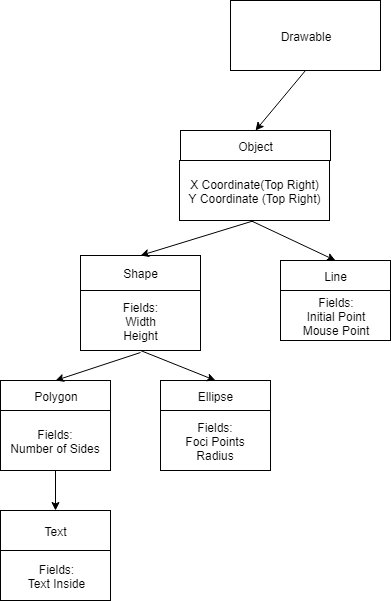 Drawable
Object
X Coordinate(Top Right)
Y Coordinate (Top Right)
Shape
Fields:
Width
Height
Line
Fields:
Initial Point
Mouse Point
Polygon
Fields:
Number of Sides
Ellipse
Fields:
Foci Points
Radius
Text
Fields:
Text Inside